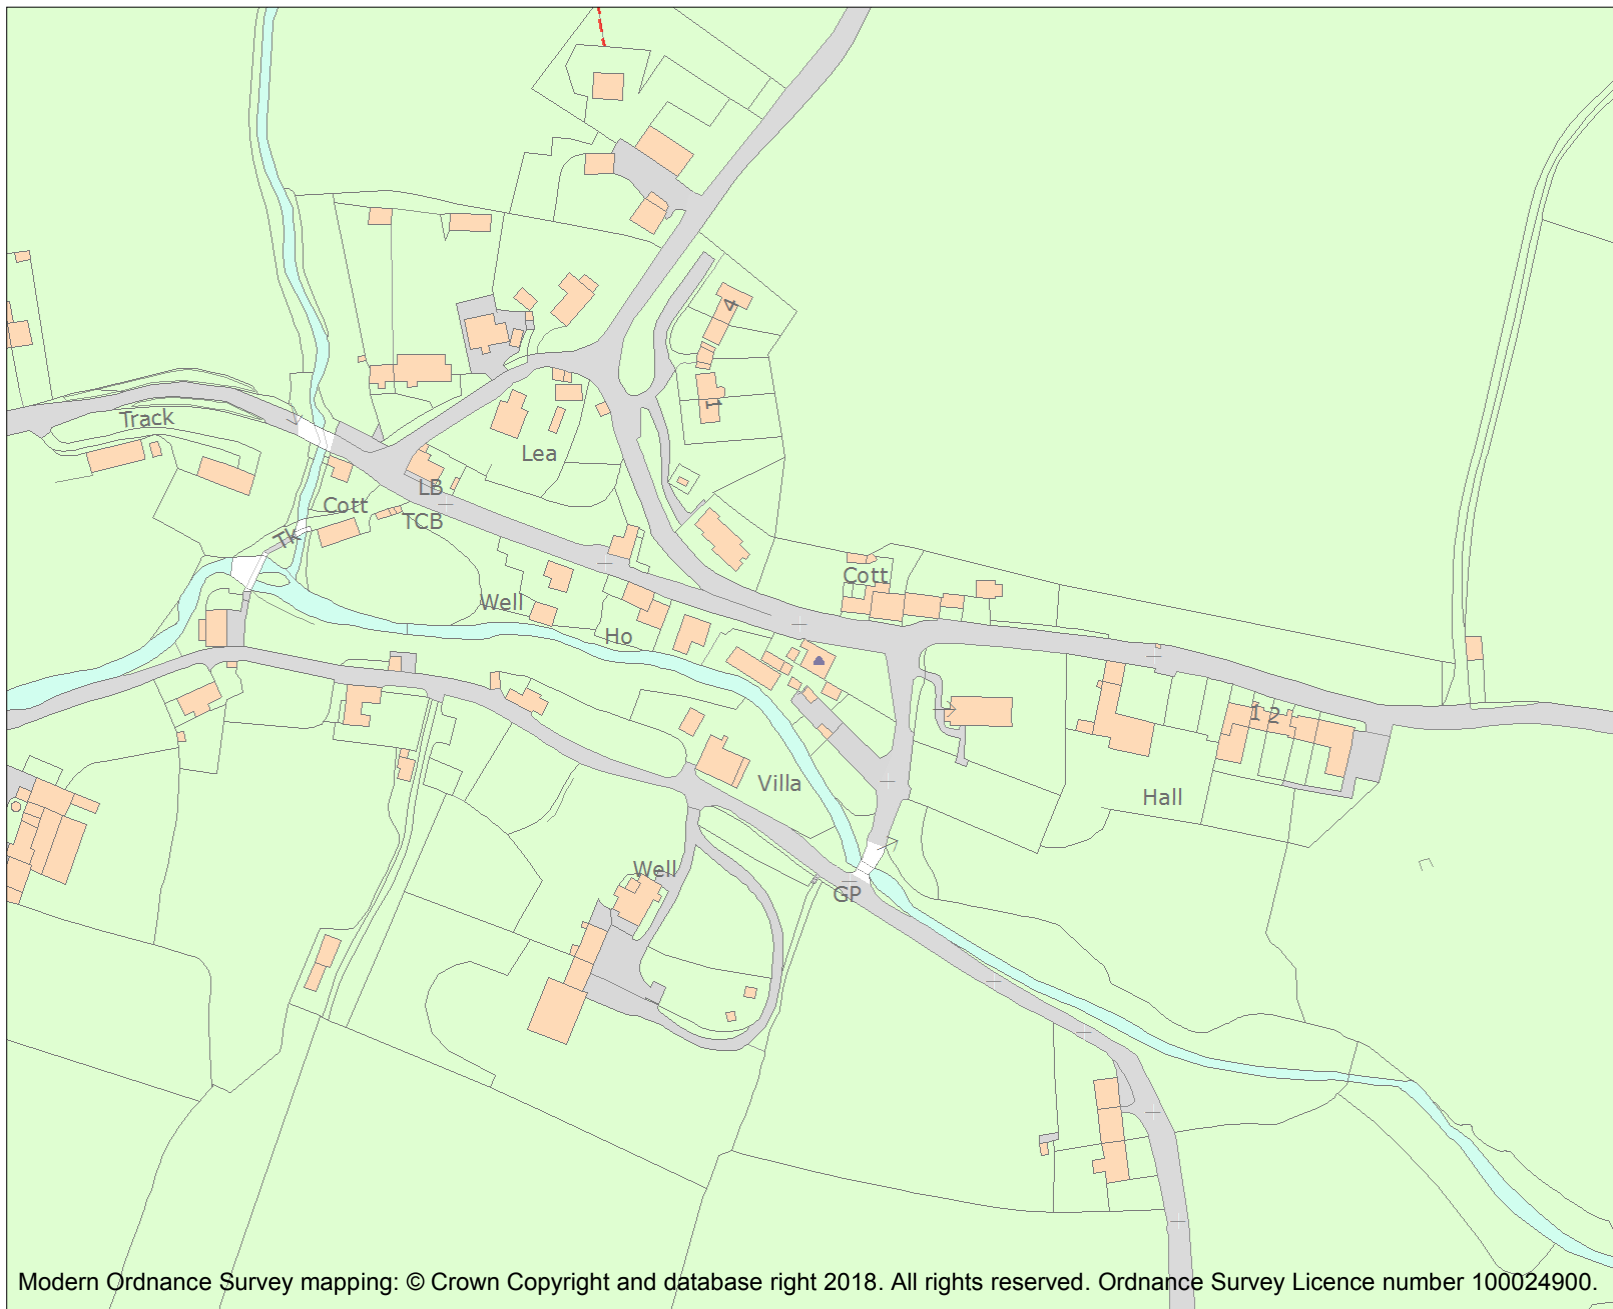 4
1
Track
Lea
LB
Cott
TCB
Tk
Cott
Well
Ho
1 2
Villa
Hall
Well
GP
Modern Ordnance Survey mapping: © Crown Copyright and database right 2018. All rights reserved. Ordnance Survey Licence number 100024900.